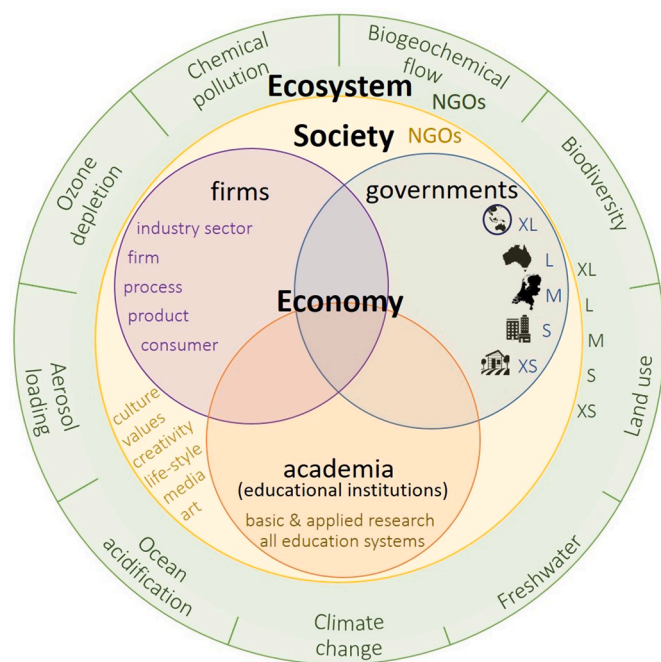 Chemical
pollution
Biogeochemical
flow
Ecosystem
NGOs
Society
NGOs
Biodiversity
Ozone
depletion
firms
governments
industry sector
XL
firm
L
XL
process
M
L
product
Economy
S
M
consumer
XS
S
XS
Aerosol
loading
Land use
culture
values
creativity
life-style
media
art
academia
(educational institutions)
basic & applied research
all education systems
Ocean
acidification
Freshwater
Climate
change